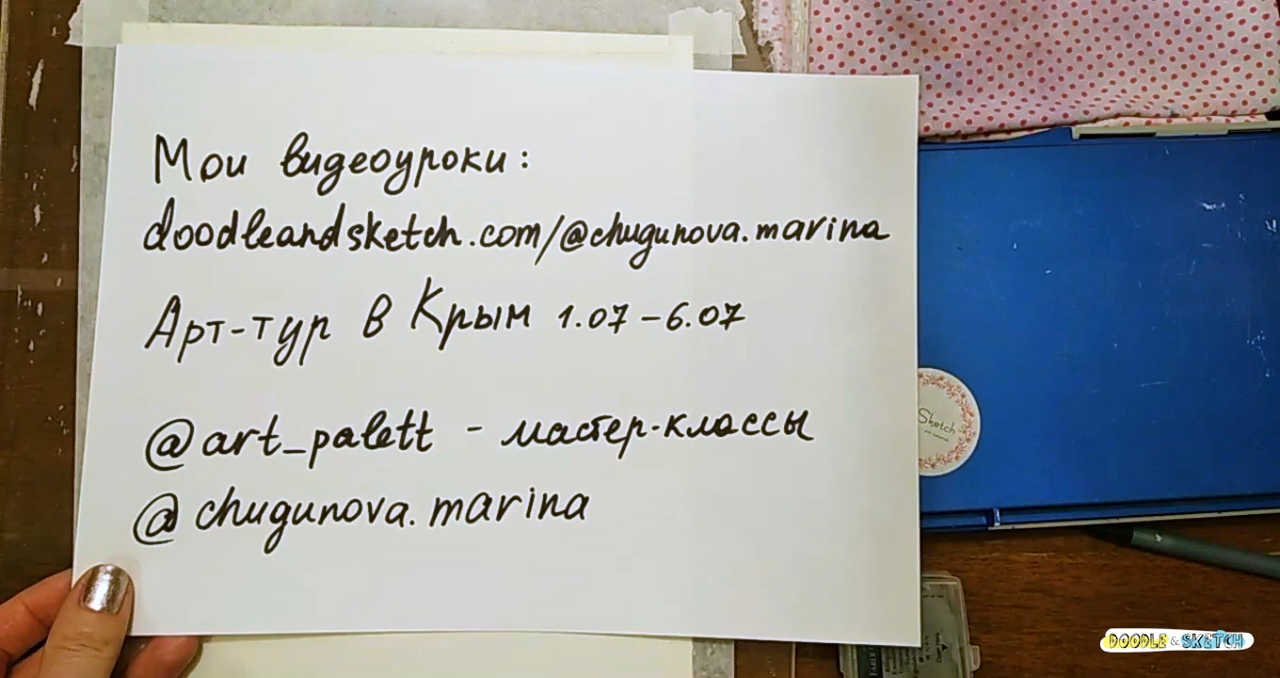 Мои видеоуроки:
doodleandsketch.com/@chugunova.marina
Арт-тур в Крым 1.07-6.07
@art_palett - мастер-классы
@chugunova.marina
Sketch
DOODLE & SKETCH